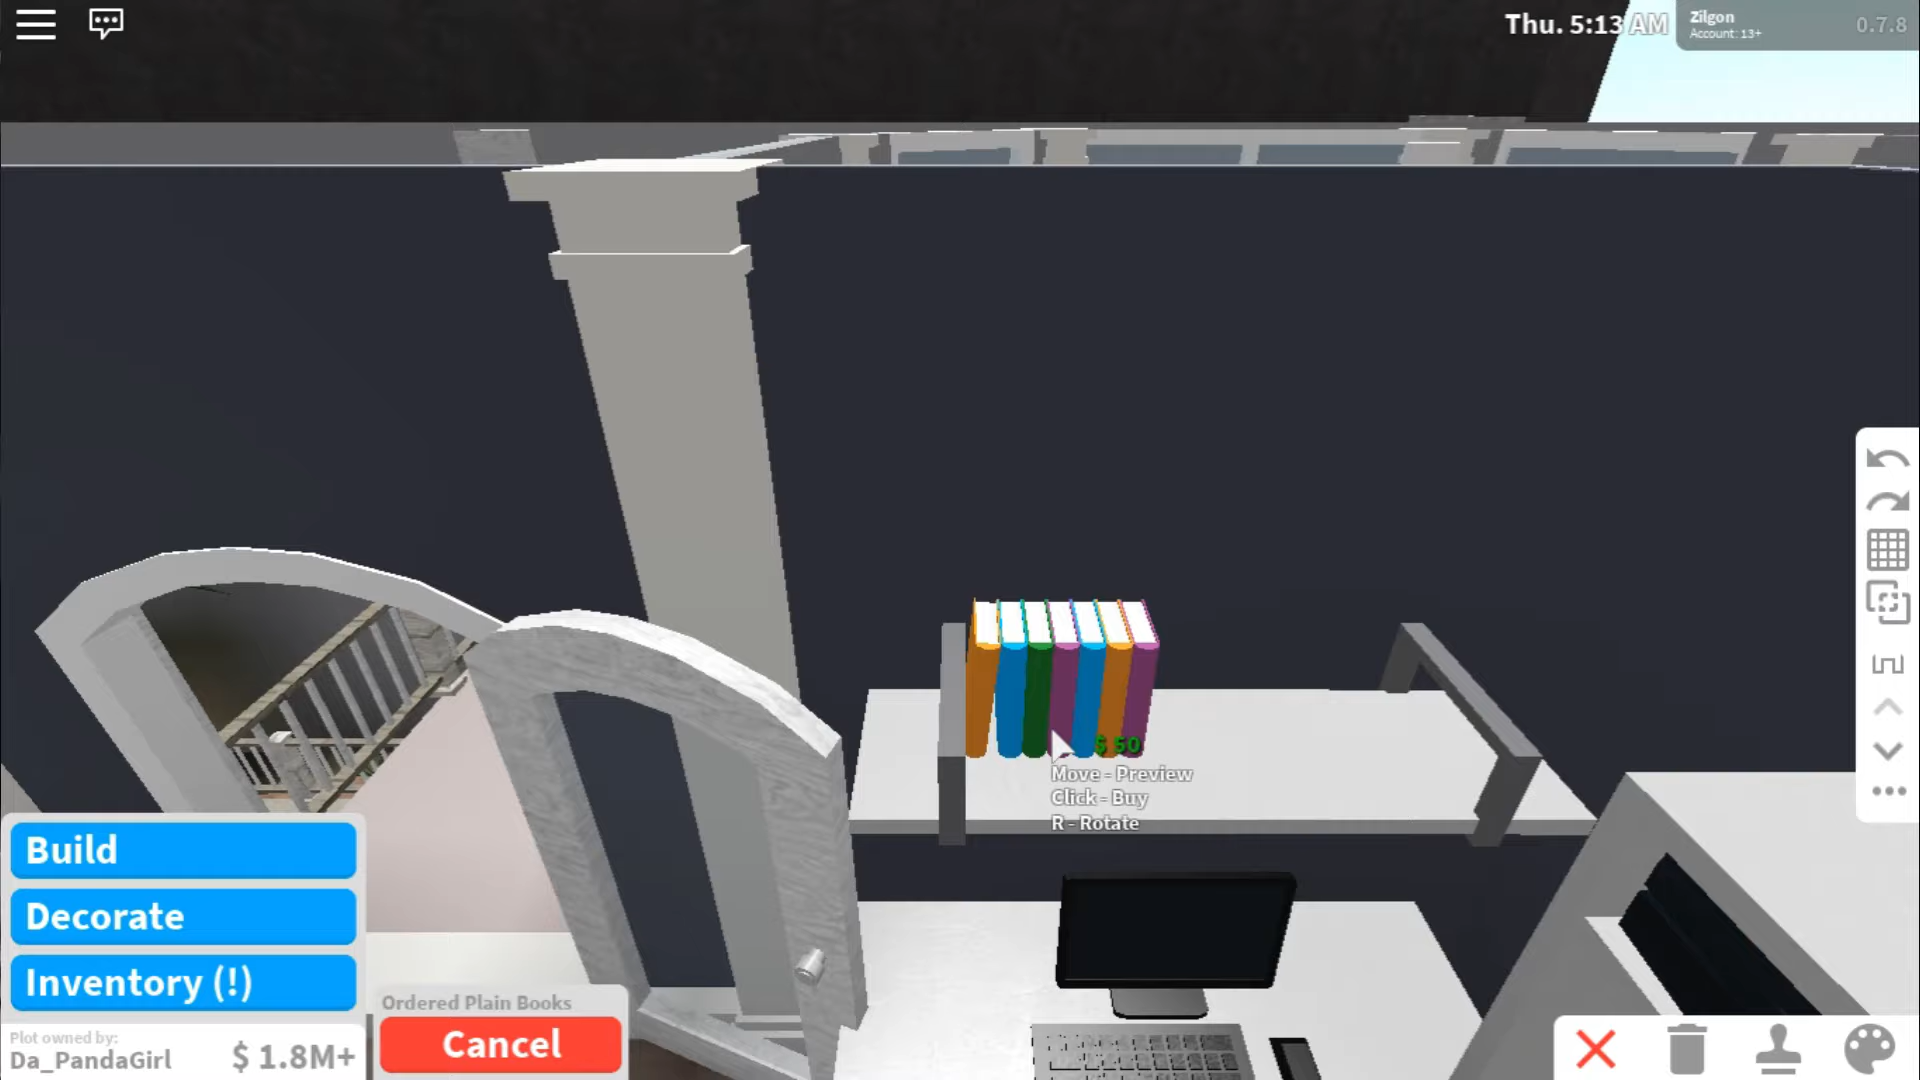 Thu. 5:13 AM
Zilgon
Account: 13+
0.7.8
$ 50
Move - Preview
Click - Buy
R - Rotate
Build
Decorate
Inventory (!)
Ordered Plain Books
Cancel
Plot owned by:
Da_PandaGirl
$ 1.8M+